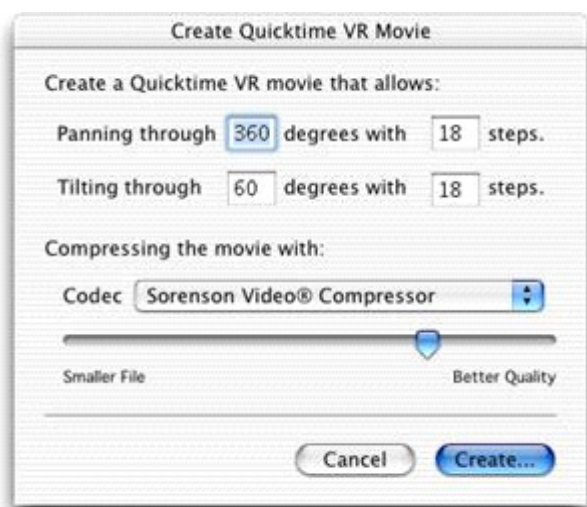 Create Quicktime VR Movie
Create a Quicktime VR movie that allows:
Panning through 360 degrees with 18 steps.
Tilting through 60 degrees with 18 steps.
Compressing the movie with:
Codec Sorenson Video® Compressor
Smaller File Better Quality
Cancel Create...